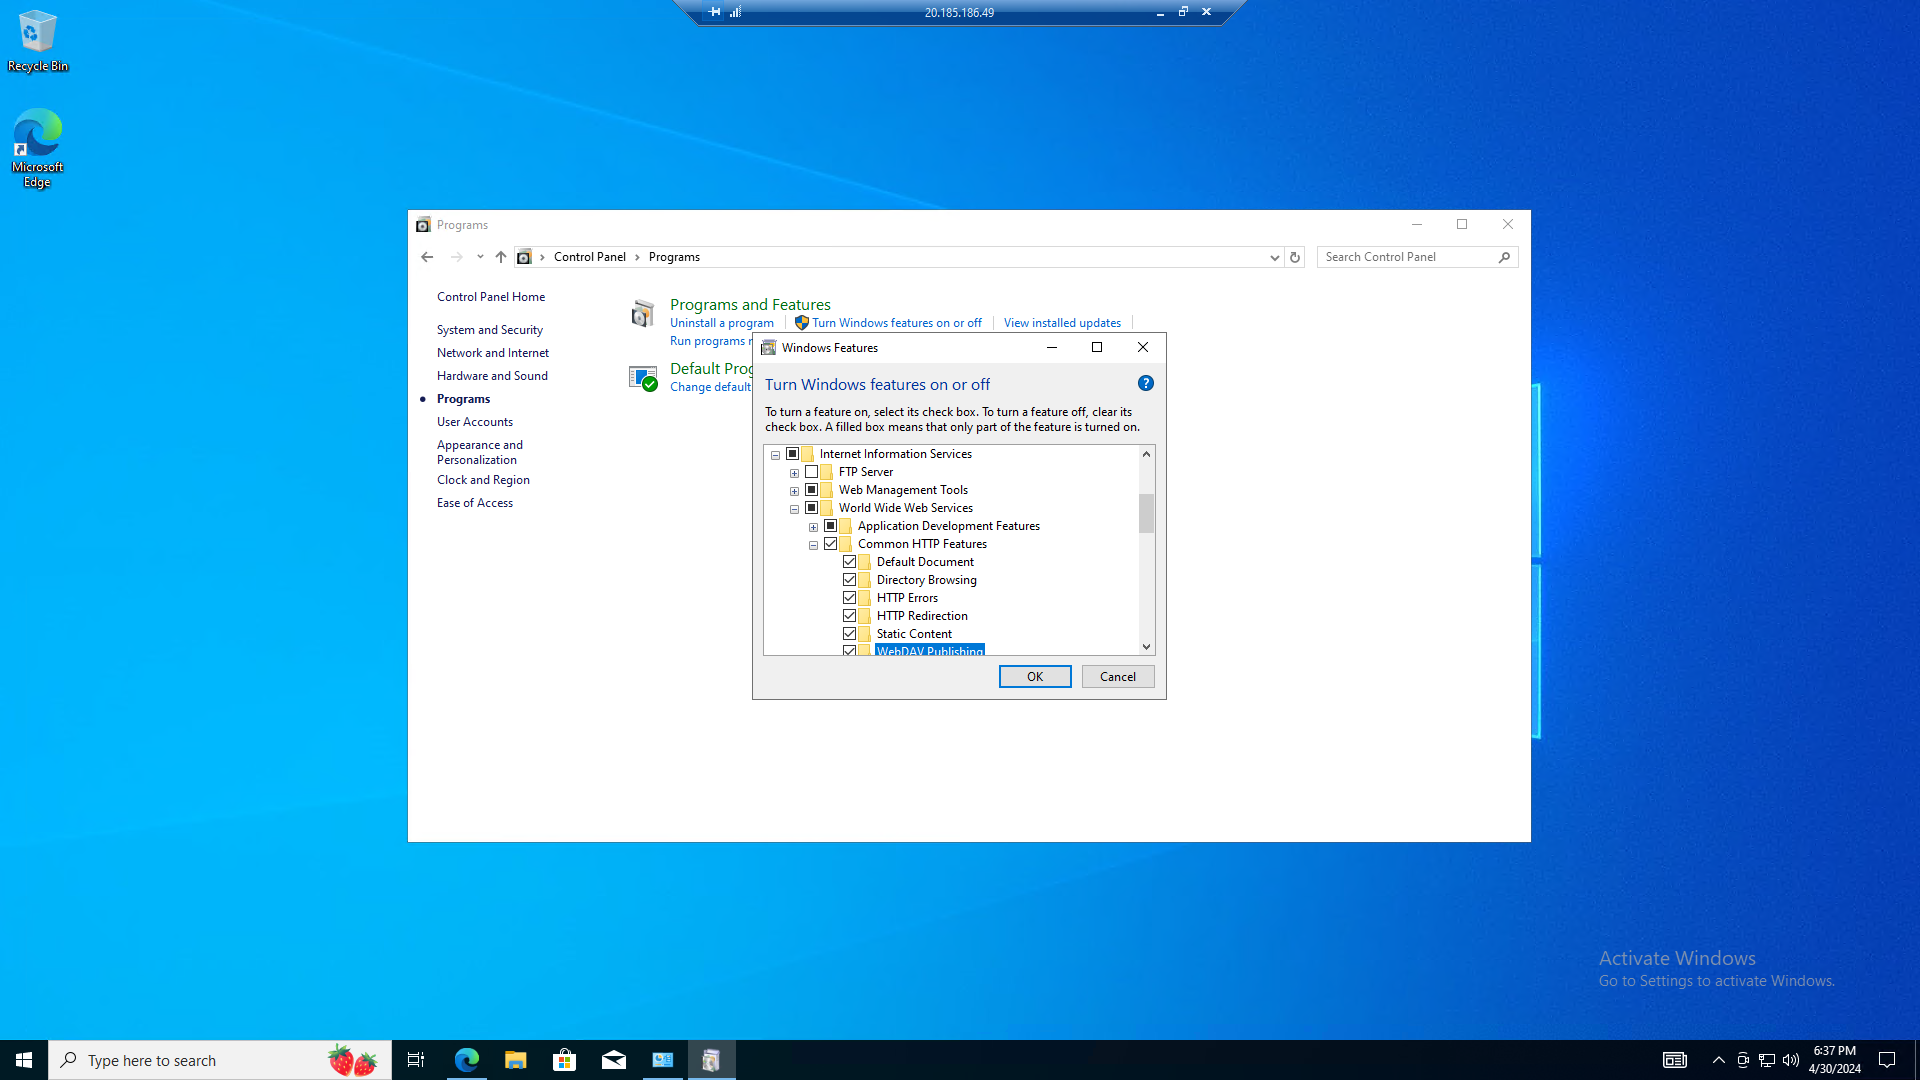 20.185.186.49
Recycle Bin
Microsoft
Edge
Programs
Control Panel
Programs
Search Control Panel
Control Panel Home
System and Security
Network and Internet
Hardware and Sound
Programs
User Accounts
Appearance and
Personalization
Clock and Region
Ease of Access
Programs and Features
Uninstall a program
Turn Windows features on or off
View installed updates
Run programs
Default Prog
Change default
Windows Features
Turn Windows features on or off
To turn a feature on, select its check box. To turn a feature off, clear its
check box. A filled box means that only part of the feature is turned on.
Internet Information Services
FTP Server
Web Management Tools
World Wide Web Services
Application Development Features
Common HTTP Features
Default Document
Directory Browsing
HTTP Errors
HTTP Redirection
Static Content
WebDAV Publishing
OK
Cancel
Activate Windows
Go to Settings to activate Windows.
Type here to search
6:37 PM
4/30/2024